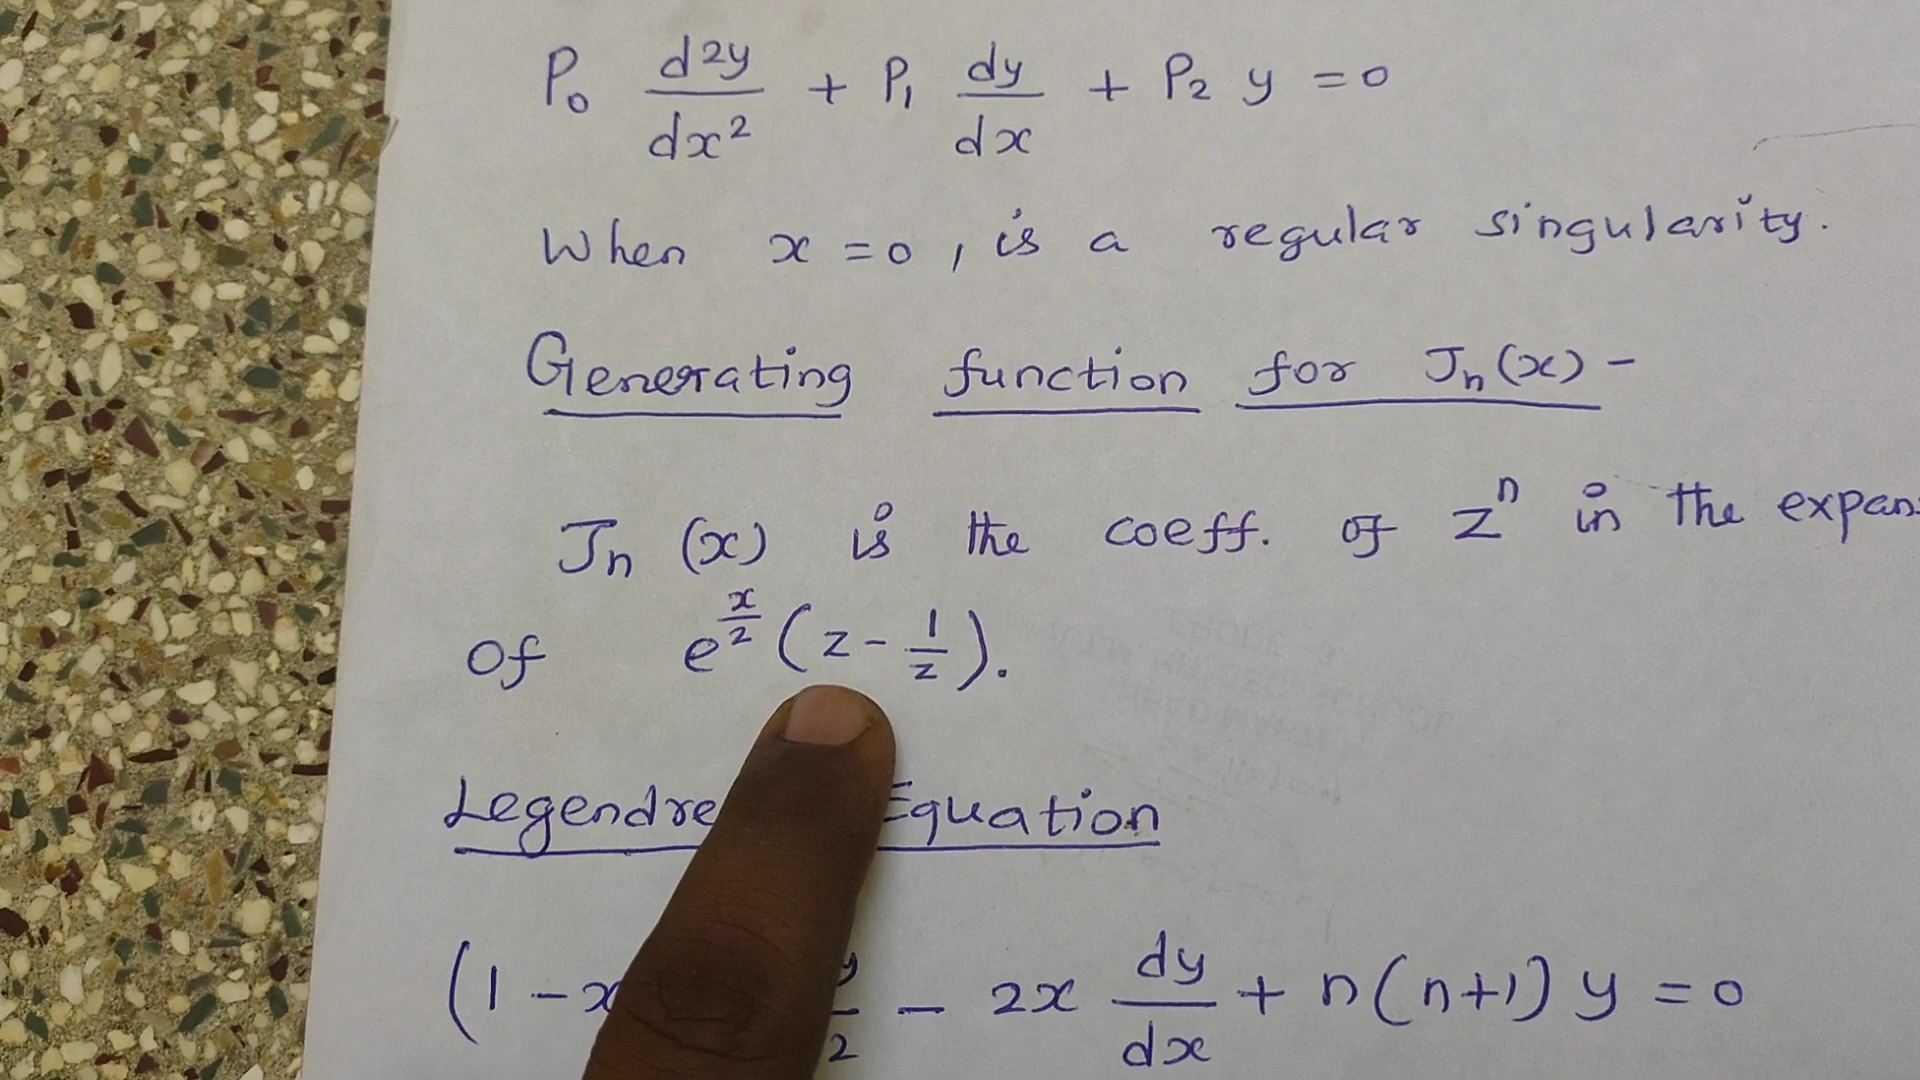 P₀ d2y/dx² + P₁ dy/dx + P₂ y = 0
When x = 0, is a regular singularity.
Generating function for Jₙ(x) -
Jₙ (x) is the coeff. of zⁿ in the expan
of e^x/2 (z - 1/z).
Legendre Equation
(1 - x y/2 - 2x dy/dx + n(n+1) y = 0